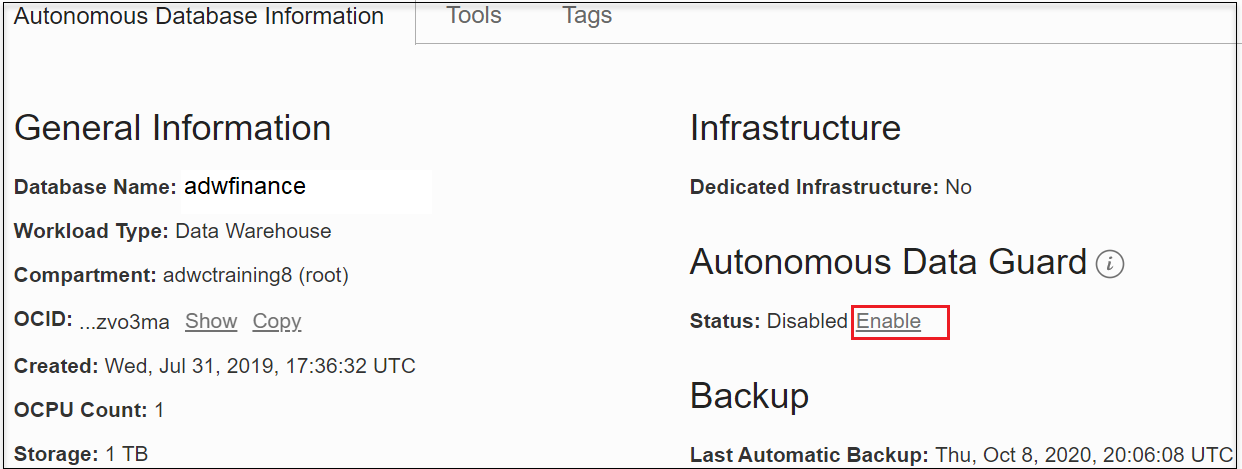 Autonomous Database Information
Tools
Tags
General Information
Database Name: adwfinance
Workload Type: Data Warehouse
Compartment: adwctraining8 (root)
OCID: ...zvo3ma Show Copy
Created: Wed, Jul 31, 2019, 17:36:32 UTC
OCPU Count: 1
Storage: 1 TB
Infrastructure
Dedicated Infrastructure: No
Autonomous Data Guard i
Status: Disabled Enable
Backup
Last Automatic Backup: Thu, Oct 8, 2020, 20:06:08 UTC